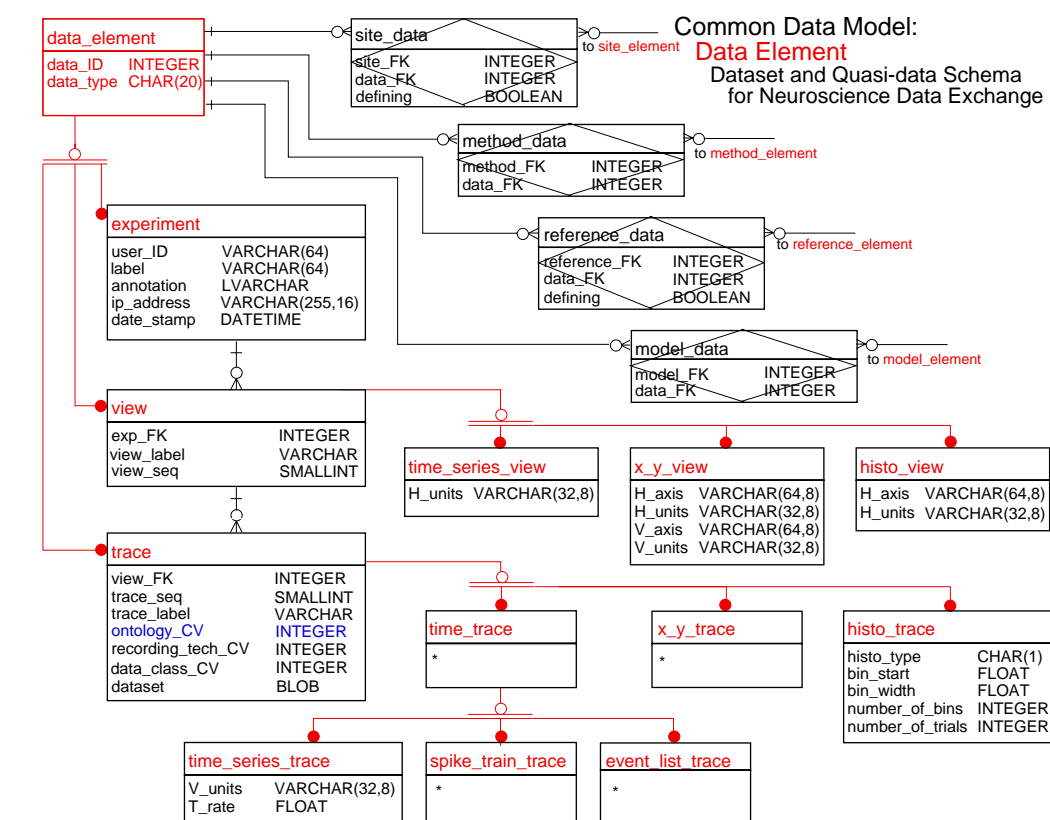 Common Data Model:
Data Element
Dataset and Quasi-data Schema
for Neuroscience Data Exchange
data_element
data_ID INTEGER
data_type CHAR(20)
site_data
site_FK INTEGER
data_FK INTEGER
defining BOOLEAN
to site_element
method_data
method_FK INTEGER
data_FK INTEGER
to method_element
reference_data
reference_FK INTEGER
data_FK INTEGER
defining BOOLEAN
to reference_element
model_data
model_FK INTEGER
data_FK INTEGER
to model_element
experiment
user_ID VARCHAR(64)
label VARCHAR(64)
annotation LVARCHAR
ip_address VARCHAR(255,16)
date_stamp DATETIME
view
exp_FK INTEGER
view_label VARCHAR
view_seq SMALLINT
time_series_view
H_units VARCHAR(32,8)
x_y_view
H_axis VARCHAR(64,8)
H_units VARCHAR(32,8)
V_axis VARCHAR(64,8)
V_units VARCHAR(32,8)
histo_view
H_axis VARCHAR(64,8)
H_units VARCHAR(32,8)
trace
view_FK INTEGER
trace_seq SMALLINT
trace_label VARCHAR
ontology_CV INTEGER
recording_tech_CV INTEGER
data_class_CV INTEGER
dataset BLOB
time_trace
*
x_y_trace
*
histo_trace
histo_type CHAR(1)
bin_start FLOAT
bin_width FLOAT
number_of_bins INTEGER
number_of_trials INTEGER
time_series_trace
V_units VARCHAR(32,8)
T_rate FLOAT
spike_train_trace
*
event_list_trace
*